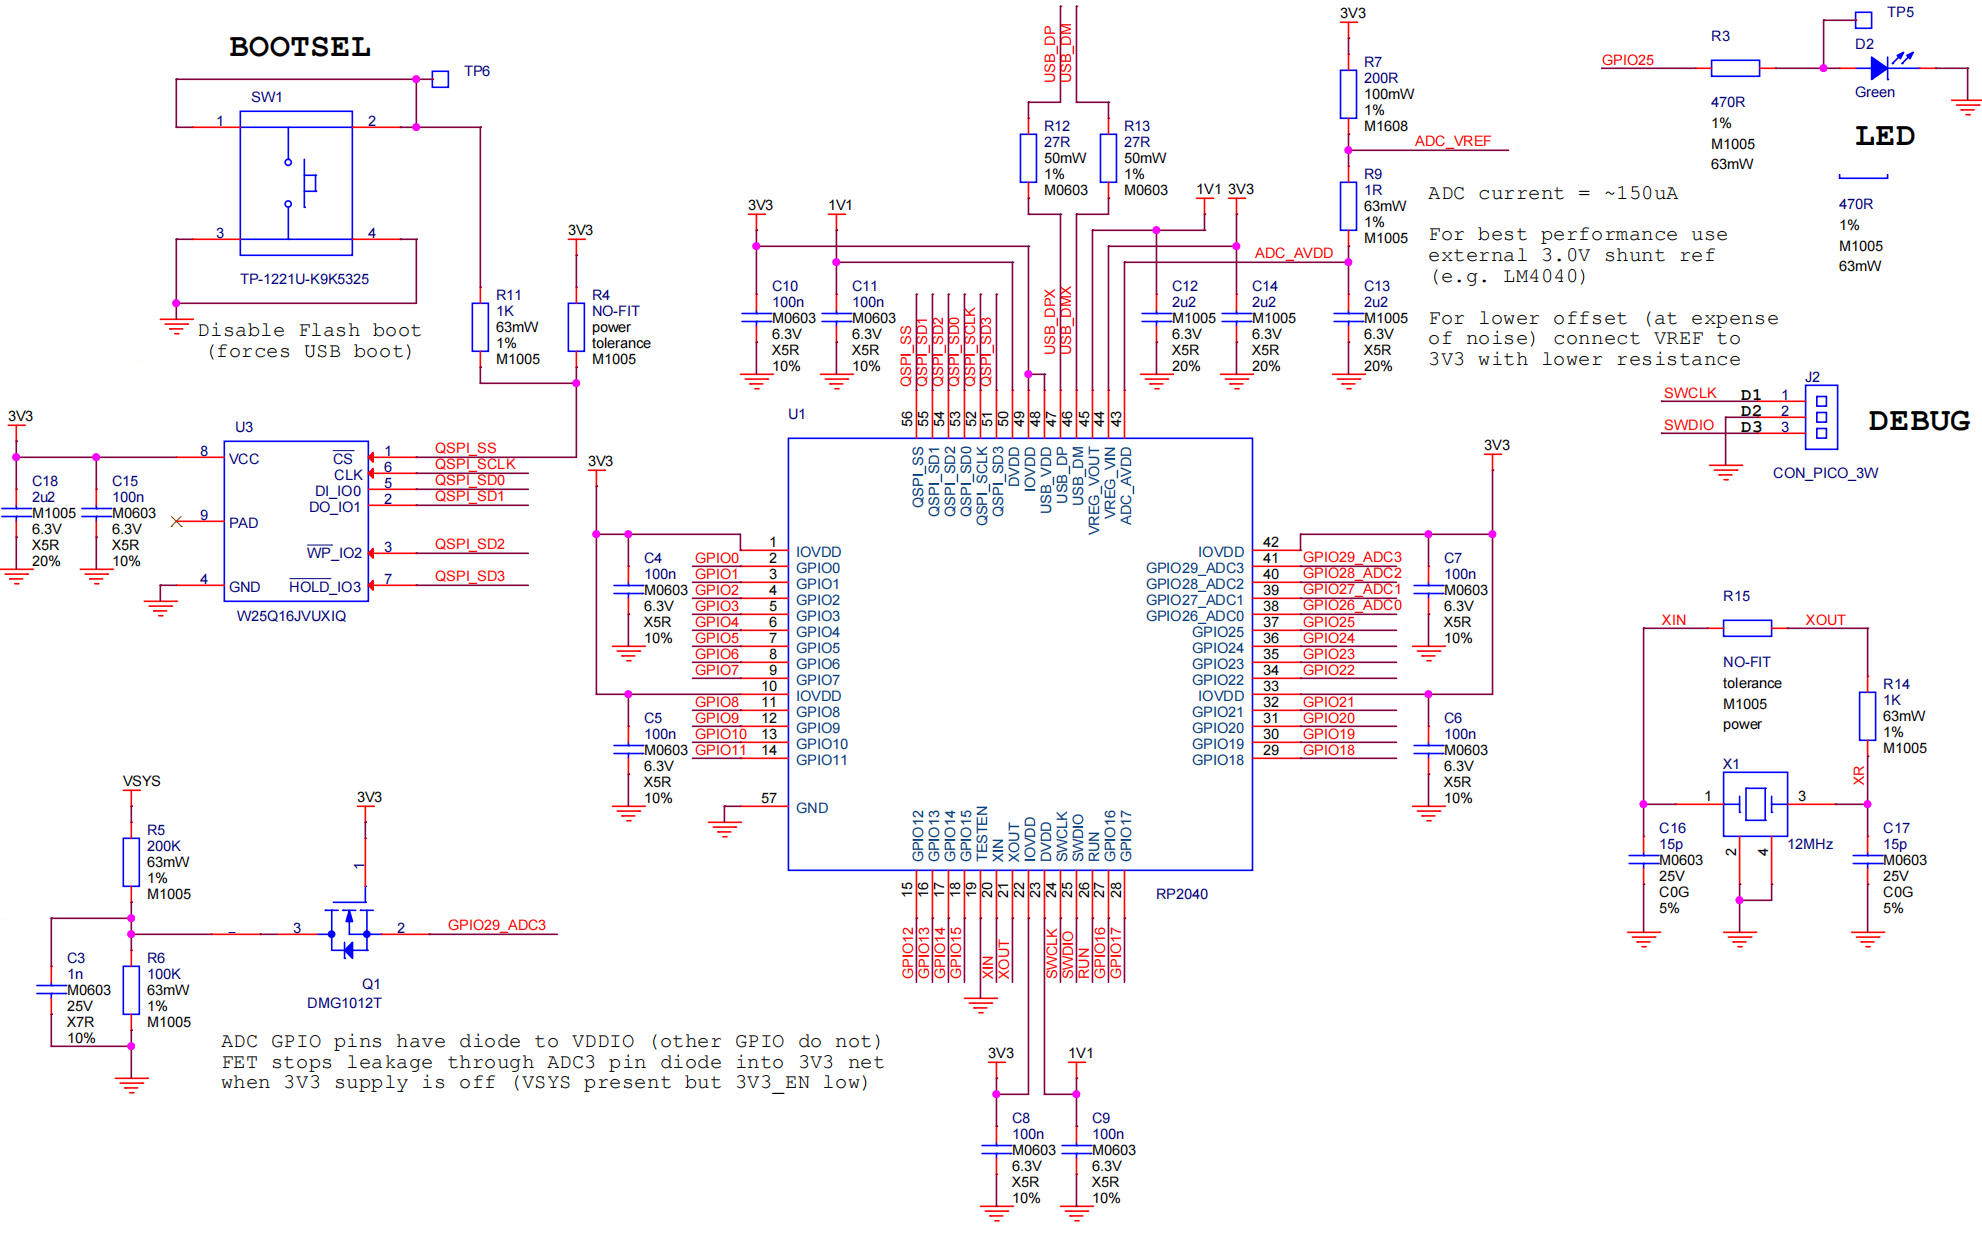 BOOTSEL
TP6
SW1
1
2
3
4
TP-1221U-K9K5325
Disable Flash boot
(forces USB boot)
R11
1K
63mW
1%
M1005
3V3
R4
NO-FIT
power
tolerance
M1005
3V3
C18
2u2
M1005
6.3V
X5R
20%
C15
100n
M0603
6.3V
X5R
10%
U3
8
VCC
9
PAD
4
GND
CS
1
QSPI_SS
CLK
6
QSPI_SCLK
DI_IO0
5
QSPI_SD0
DO_IO1
2
QSPI_SD1
WP_IO2
3
QSPI_SD2
HOLD_IO3
7
QSPI_SD3
W25Q16JVUXIQ
VSYS
R5
200K
63mW
1%
M1005
C3
1n
M0603
25V
X7R
10%
R6
100K
63mW
1%
M1005
3V3
1
3
2
GPIO29_ADC3
Q1
DMG1012T
ADC GPIO pins have diode to VDDIO (other GPIO do not)
FET stops leakage through ADC3 pin diode into 3V3 net
when 3V3 supply is off (VSYS present but 3V3_EN low)
USB_DP
USB_DM
R12
27R
50mW
1%
M0603
R13
27R
50mW
1%
M0603
3V3
C10
100n
M0603
6.3V
X5R
10%
1V1
C11
100n
M0603
6.3V
X5R
10%
QSPI_SS
QSPI_SD1
QSPI_SD2
QSPI_SD0
QSPI_SCLK
QSPI_SD3
USB_DPX
USB_DMX
1V1
3V3
C12
2u2
M1005
6.3V
X5R
20%
C14
2u2
M1005
6.3V
X5R
20%
3V3
R7
200R
100mW
1%
M1608
ADC_VREF
R9
1R
63mW
1%
M1005
ADC_AVDD
C13
2u2
M1005
6.3V
X5R
20%
ADC current = ~150uA
For best performance use
external 3.0V shunt ref
(e.g. LM4040)
For lower offset (at expense
of noise) connect VREF to
3V3 with lower resistance
U1
56
55
54
53
52
51
50
49
48
47
46
45
44
43
QSPI_SS
QSPI_SD1
QSPI_SD2
QSPI_SD0
QSPI_SCLK
QSPI_SD3
DVDD
IOVDD
USB_VDD
USB_DP
USB_DM
VREG_VOUT
VREG_VIN
ADC_AVDD
3V3
C4
100n
M0603
6.3V
X5R
10%
C5
100n
M0603
6.3V
X5R
10%
1
IOVDD
GPIO0
2
GPIO0
GPIO1
3
GPIO1
GPIO2
4
GPIO2
GPIO3
5
GPIO3
GPIO4
6
GPIO4
GPIO5
7
GPIO5
GPIO6
8
GPIO6
GPIO7
9
GPIO7
10
IOVDD
GPIO8
11
GPIO8
GPIO9
12
GPIO9
GPIO10
13
GPIO10
GPIO11
14
GPIO11
57
GND
IOVDD
42
GPIO29_ADC3
41
GPIO29_ADC3
GPIO28_ADC2
40
GPIO28_ADC2
GPIO27_ADC1
39
GPIO27_ADC1
GPIO26_ADC0
38
GPIO26_ADC0
GPIO25
37
GPIO25
GPIO24
36
GPIO24
GPIO23
35
GPIO23
GPIO22
34
GPIO22
IOVDD
33
GPIO21
32
GPIO21
GPIO20
31
GPIO20
GPIO19
30
GPIO19
GPIO18
29
GPIO18
3V3
C7
100n
M0603
6.3V
X5R
10%
C6
100n
M0603
6.3V
X5R
10%
GPIO12
GPIO13
GPIO14
GPIO15
TESTEN
XIN
XOUT
IOVDD
DVDD
SWCLK
SWDIO
RUN
GPIO16
GPIO17
15
16
17
18
19
20
21
22
23
24
25
26
27
28
RP2040
GPIO12
GPIO13
GPIO14
GPIO15
XIN
XOUT
SWCLK
SWDIO
RUN
GPIO16
GPIO17
3V3
C8
100n
M0603
6.3V
X5R
10%
1V1
C9
100n
M0603
6.3V
X5R
10%
GPIO25
R3
470R
1%
M1005
63mW
TP5
D2
Green
LED
470R
1%
M1005
63mW
J2
SWCLK
D1
1
D2
2
SWDIO
D3
3
CON_PICO_3W
DEBUG
R15
XIN
XOUT
NO-FIT
tolerance
M1005
power
R14
1K
63mW
1%
M1005
XR
X1
1
3
2
4
12MHz
C16
15p
M0603
25V
C0G
5%
C17
15p
M0603
25V
C0G
5%